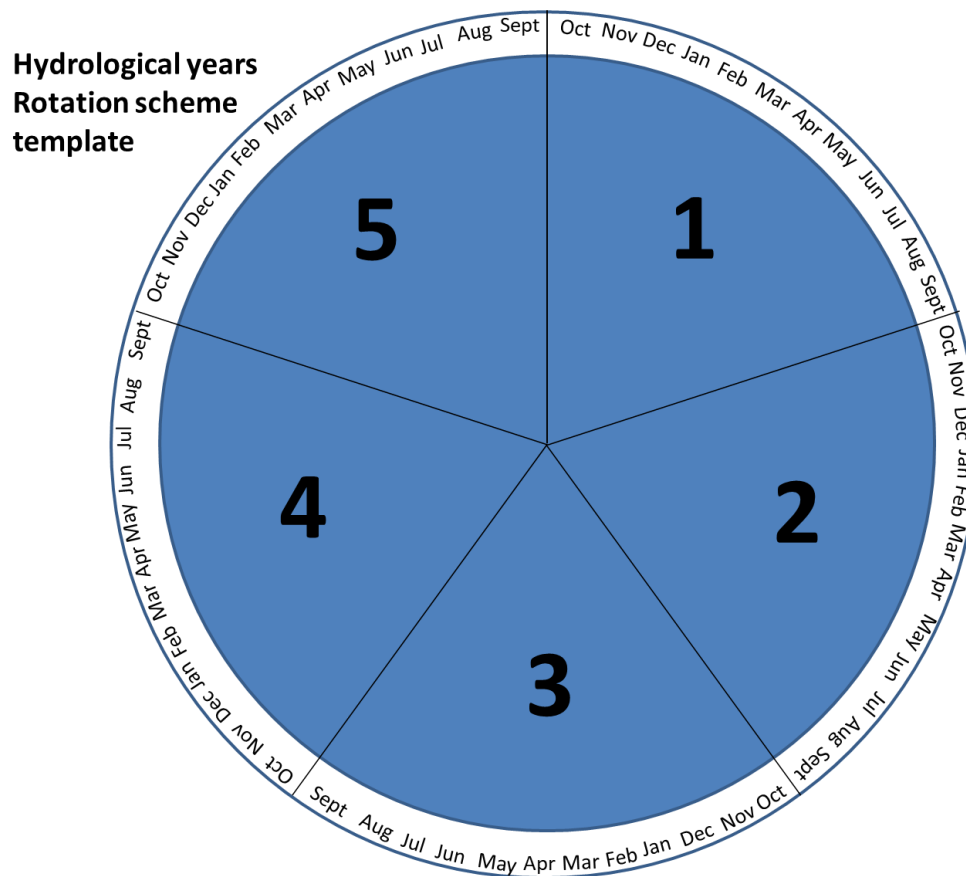 Hydrological years
Rotation scheme
template
Oct Nov Dec Jan Feb Mar Apr May Jun Jul Aug Sept
1
Oct Nov Dec Jan Feb Mar Apr May Jun Jul Aug Sept
2
Oct Nov Dec Jan Feb Mar Apr May Jun Jul Aug Sept
3
Oct Nov Dec Jan Feb Mar Apr May Jun Jul Aug Sept
4
Oct Nov Dec Jan Feb Mar Apr May Jun Jul Aug Sept
5